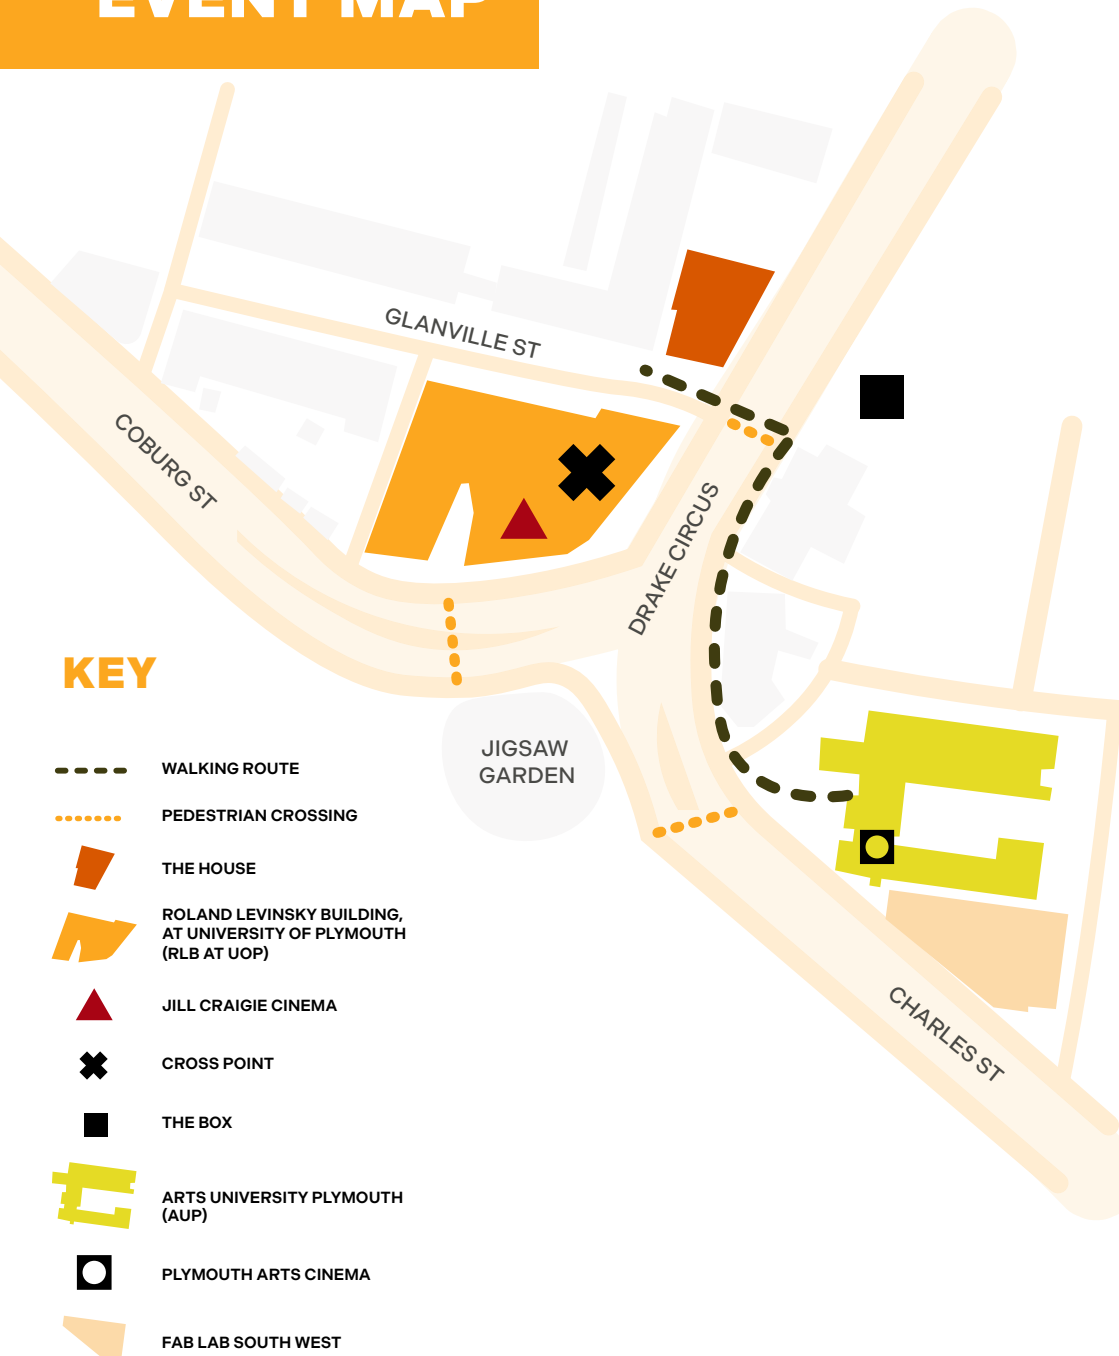 EVENT MAP
GLANVILLE ST
COBURG ST
DRAKE CIRCUS
KEY
JIGSAW
GARDEN
WALKING ROUTE
PEDESTRIAN CROSSING
THE HOUSE
ROLAND LEVINSKY BUILDING,
AT UNIVERSITY OF PLYMOUTH
(RLB AT UOP)
JILL CRAIGIE CINEMA
CHARLES ST
CROSS POINT
THE BOX
ARTS UNIVERSITY PLYMOUTH
(AUP)
PLYMOUTH ARTS CINEMA
FAB LAB SOUTH WEST